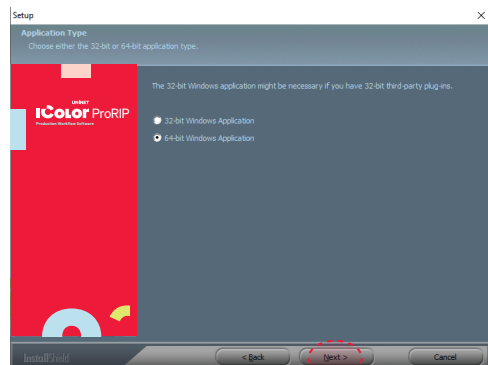 Setup
Application Type
Choose either the 32-bit or 64-bit application type.
The 32-bit Windows application might be necessary if you have 32-bit third-party plug-ins.
UNINET
IColor ProRIP
Production Workflow Software
32-bit Windows Application
64-bit Windows Application
InstallShield
< Back
Next >
Cancel